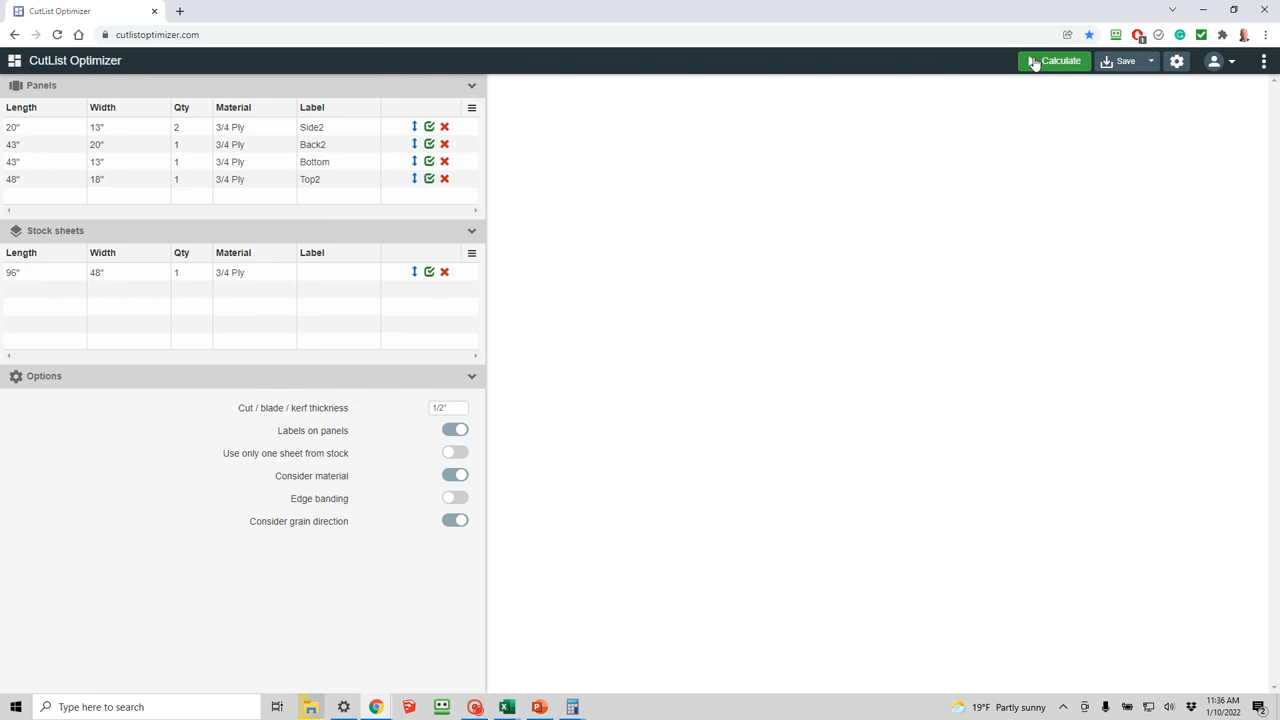 CutList Optimizer
cutlistoptimizer.com
1
CutList Optimizer
Calculate
Save
Panels
Length Width Qty Material Label
20" 13" 2 3/4 Ply Side2
43" 20" 1 3/4 Ply Back2
43" 13" 1 3/4 Ply Bottom
48" 18" 1 3/4 Ply Top2
Stock sheets
Length Width Qty Material Label
96" 48" 1 3/4 Ply
Options
Cut / blade / kerf thickness 1/2"
Labels on panels
Use only one sheet from stock
Consider material
Edge banding
Consider grain direction
Type here to search
19°F Partly sunny
11:36 AM
1/10/2022
2